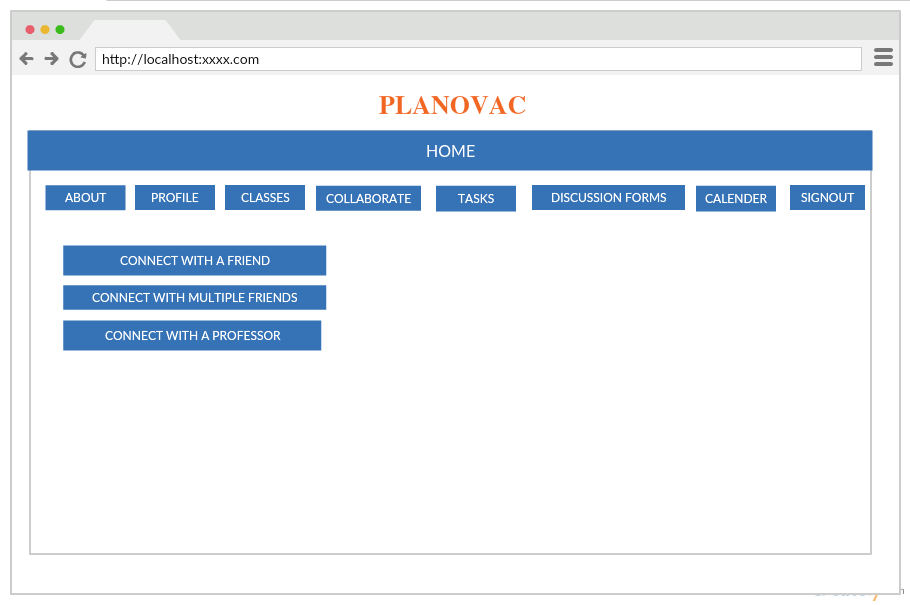 http://localhost:xxxx.com
PLANOVAC
HOME
ABOUT PROFILE CLASSES COLLABORATE TASKS DISCUSSION FORMS CALENDER SIGNOUT
CONNECT WITH A FRIEND
CONNECT WITH MULTIPLE FRIENDS
CONNECT WITH A PROFESSOR